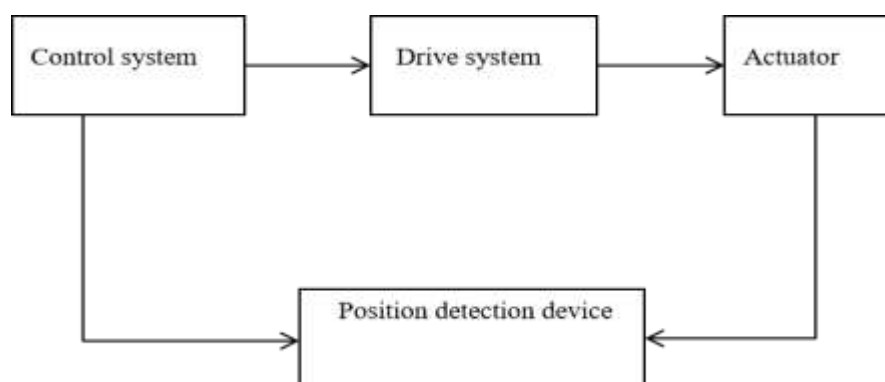 Control system
Drive system
Actuator
Position detection device